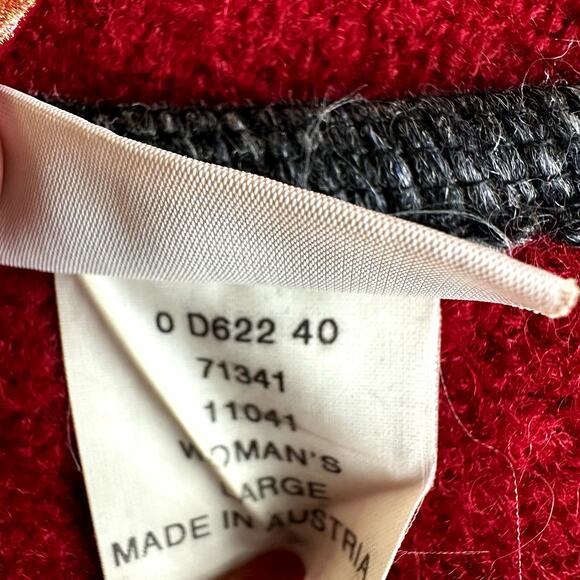 0 D622 40
71341
11041
WOMAN'S
LARGE
MADE IN AUSTRIA